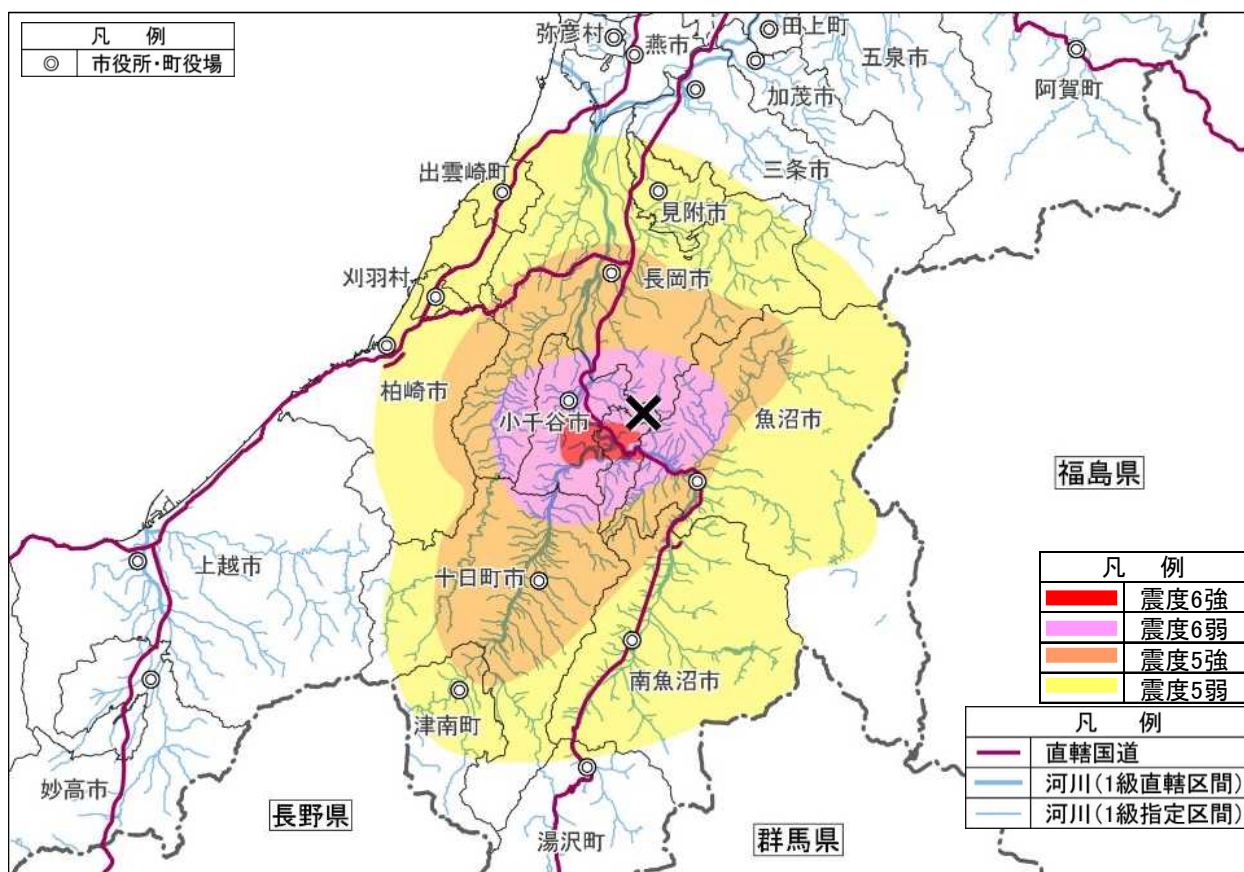 凡 例
◎ 市役所・町役場
弥彦村
燕市
田上町
五泉市
阿賀町
加茂市
三条市
出雲崎町
見附市
長岡市
刈羽村
柏崎市
小千谷市
魚沼市
福島県
上越市
十日町市
南魚沼市
津南町
妙高市
長野県
湯沢町
群馬県
凡 例
震度6強
震度6弱
震度5強
震度5弱
凡 例
直轄国道
河川(1級直轄区間)
河川(1級指定区間)